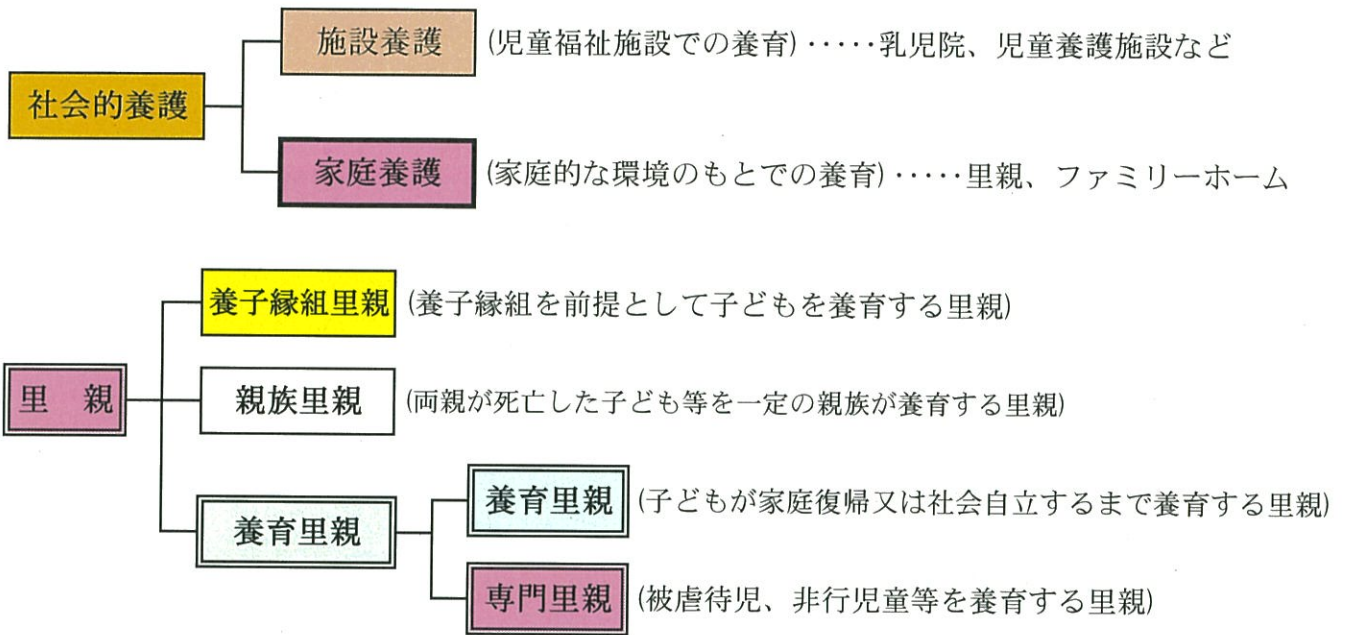 施設養護 (児童福祉施設での養育)‥‥‥乳児院、児童養護施設など
社会的養護
家庭養護 (家庭的な環境のもとでの養育)‥‥‥里親、ファミリーホーム
養子縁組里親 (養子縁組を前提として子どもを養育する里親)
里　親
親族里親 (両親が死亡した子ども等を一定の親族が養育する里親)
養育里親
養育里親 (子どもが家庭復帰又は社会自立するまで養育する里親)
専門里親 (被虐待児、非行児童等を養育する里親)